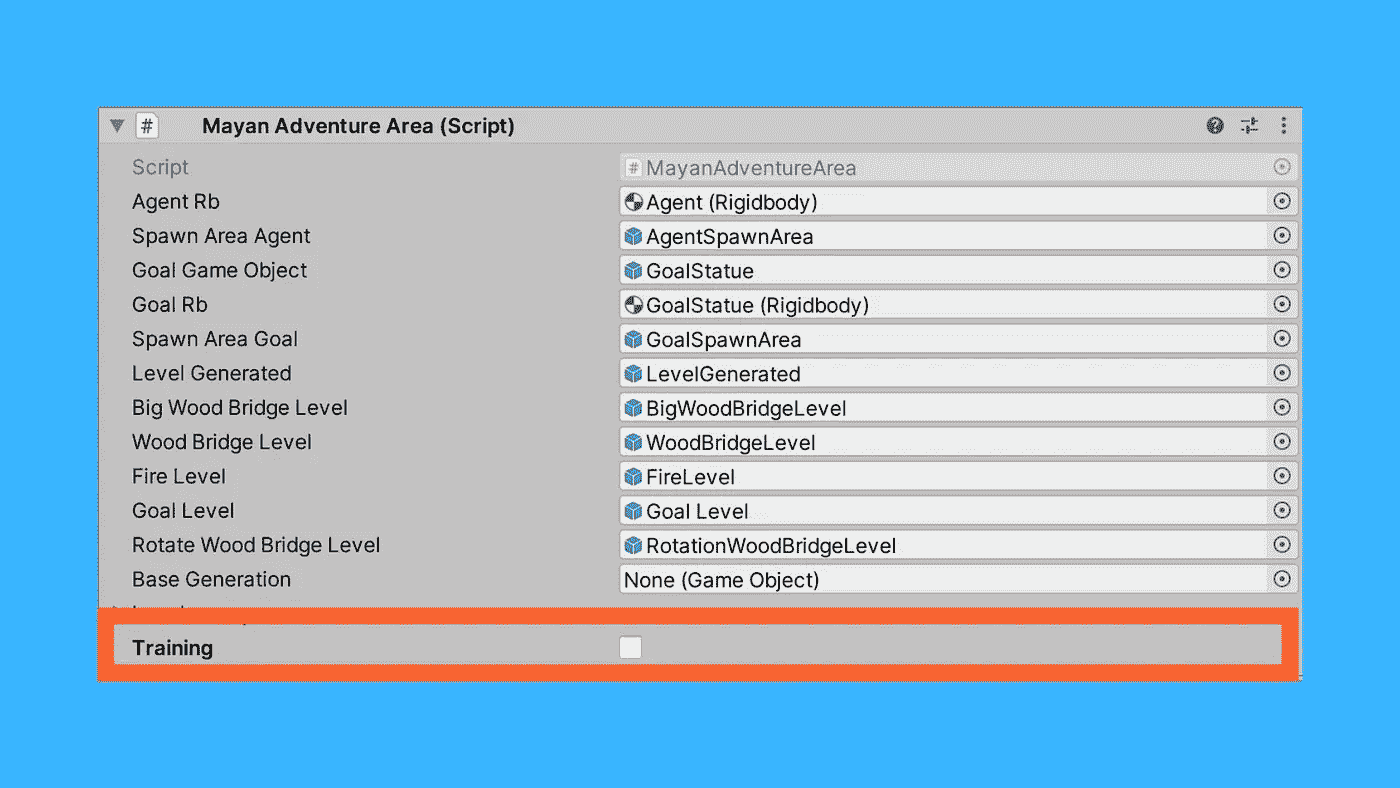 # Mayan Adventure Area (Script)
Script # MayanAdventureArea
Agent Rb Agent (Rigidbody)
Spawn Area Agent AgentSpawnArea
Goal Game Object GoalStatue
Goal Rb GoalStatue (Rigidbody)
Spawn Area Goal GoalSpawnArea
Level Generated LevelGenerated
Big Wood Bridge Level BigWoodBridgeLevel
Wood Bridge Level WoodBridgeLevel
Fire Level FireLevel
Goal Level Goal Level
Rotate Wood Bridge Level RotationWoodBridgeLevel
Base Generation None (Game Object)
Training